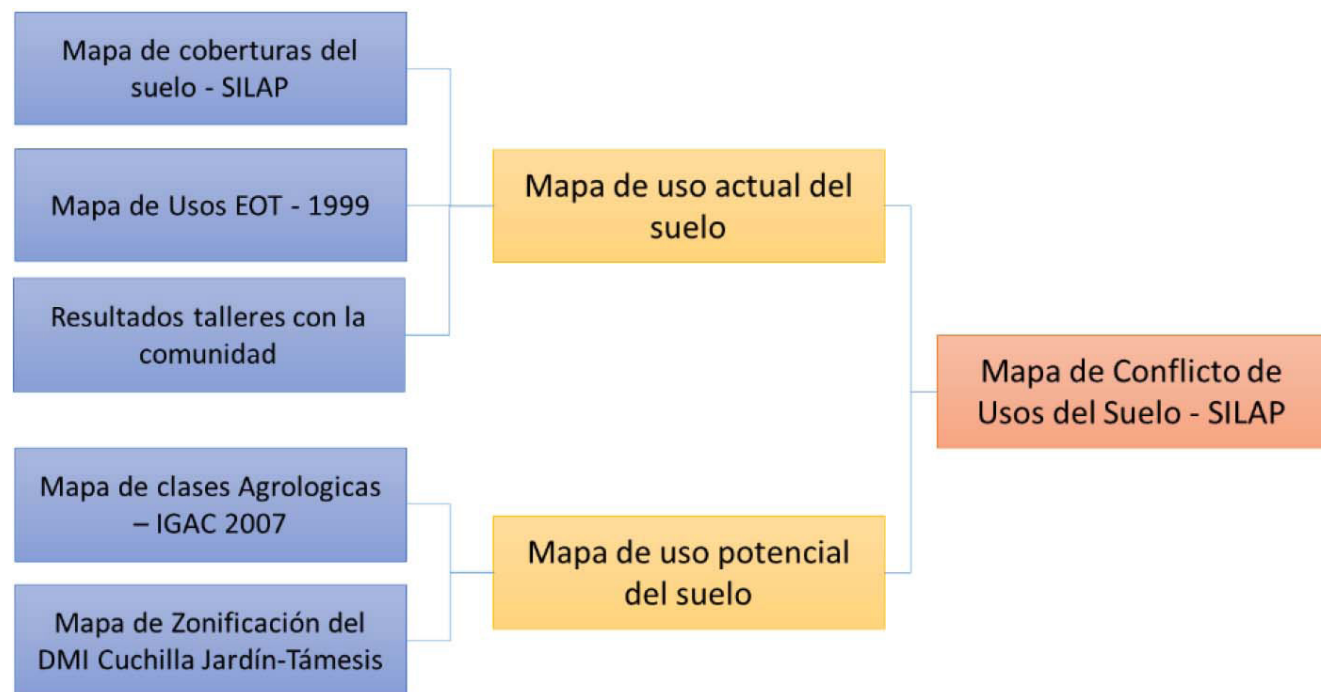 Mapa de coberturas del
suelo - SILAP
Mapa de Usos EOT - 1999
Resultados talleres con la
comunidad
Mapa de clases Agrologicas
– IGAC 2007
Mapa de Zonificación del
DMI Cuchilla Jardín-Támesis
Mapa de uso actual del
suelo
Mapa de uso potencial
del suelo
Mapa de Conflicto de
Usos del Suelo - SILAP